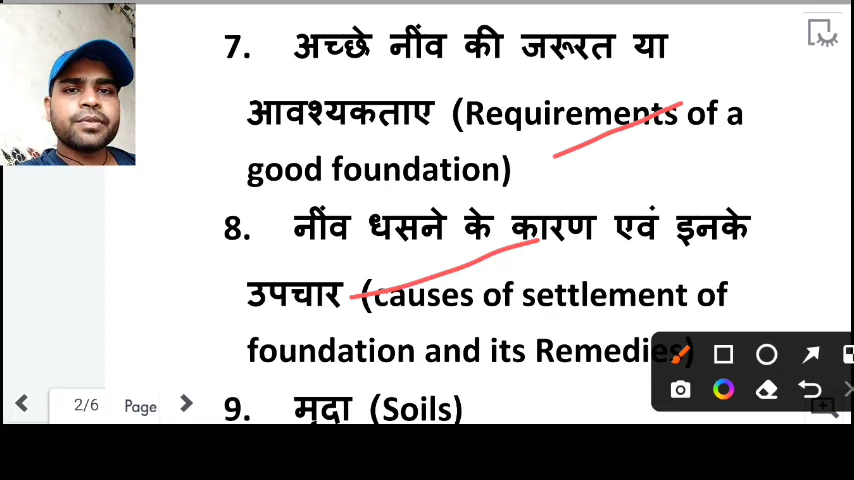 7. अच्छे नींव की जरूरत या
आवश्यकताए (Requirements of a
good foundation)
8. नींव धसने के कारण एवं इनके
उपचार (causes of settlement of
foundation and its Remedies)
9. मृदा (Soils)
2/6 Page